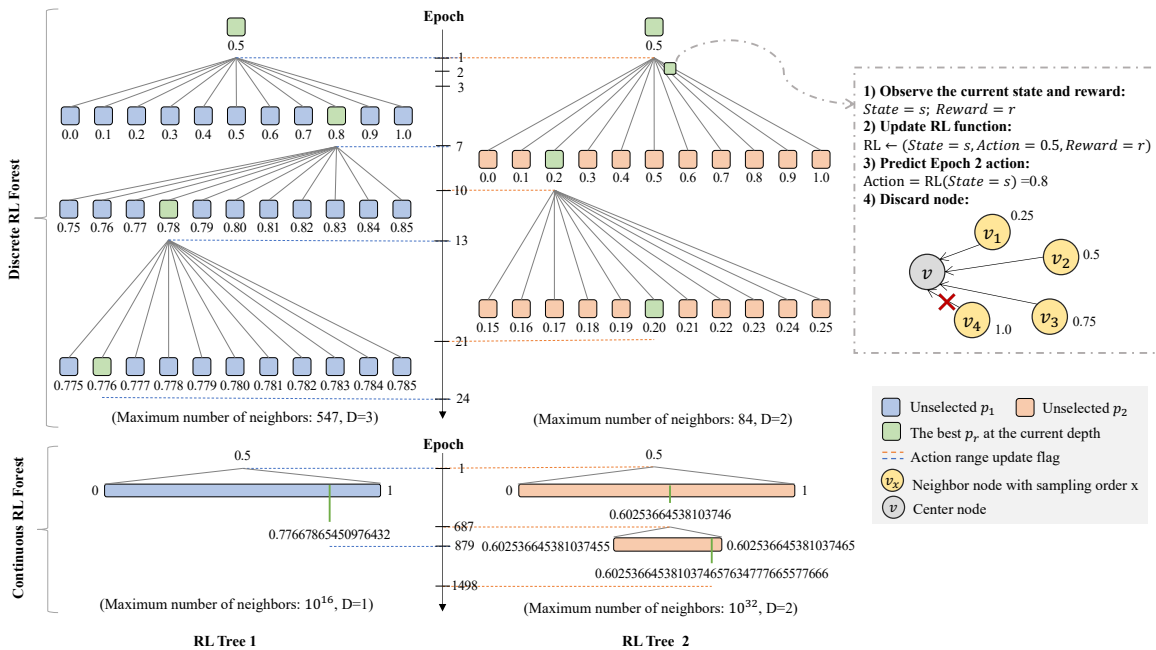 Epoch
0.5
0.5
1
2
3
0.0 0.1 0.2 0.3 0.4 0.5 0.6 0.7 0.8 0.9 1.0
7
0.0 0.1 0.2 0.3 0.4 0.5 0.6 0.7 0.8 0.9 1.0
10
0.75 0.76 0.77 0.78 0.79 0.80 0.81 0.82 0.83 0.84 0.85
13
0.15 0.16 0.17 0.18 0.19 0.20 0.21 0.22 0.23 0.24 0.25
21
0.775 0.776 0.777 0.778 0.779 0.780 0.781 0.782 0.783 0.784 0.785
24
(Maximum number of neighbors: 547, D=3)
(Maximum number of neighbors: 84, D=2)
Discrete RL Forest
1) Observe the current state and reward:
State = s; Reward = r
2) Update RL function:
RL ← (State = s, Action = 0.5, Reward = r)
3) Predict Epoch 2 action:
Action = RL(State = s) =0.8
4) Discard node:
v₁ 0.25
v₂ 0.5
v
v₃ 0.75
v₄ 1.0
Unselected p₁
Unselected p₂
The best pᵣ at the current depth
Action range update flag
vₓ Neighbor node with sampling order x
v Center node
Epoch
0.5
0.5
1
0 1
0 1
0.77667865450976432
0.60253664538103746
687
879
0.602536645381037455
0.602536645381037465
0.6025366453810374657634777665577666
1498
(Maximum number of neighbors: 10¹⁶, D=1)
(Maximum number of neighbors: 10³², D=2)
Continuous RL Forest
RL Tree 1
RL Tree 2